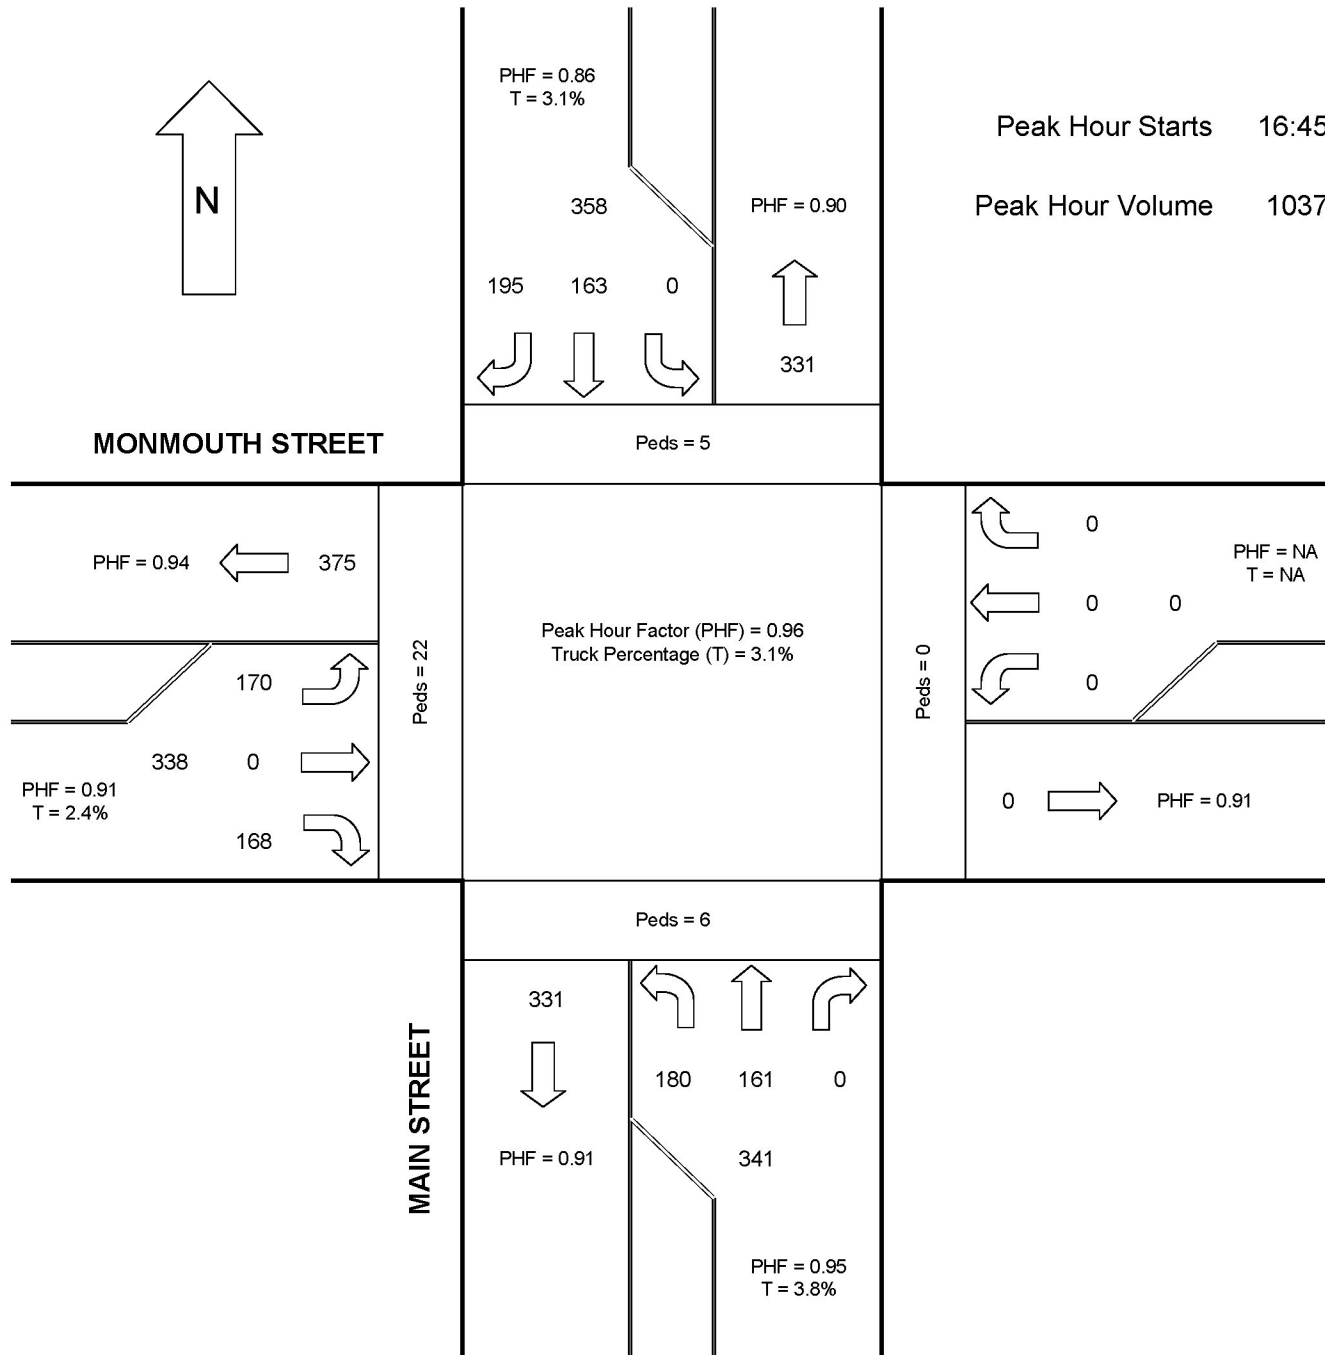 PHF = 0.86
T = 3.1%
Peak Hour Starts 16:45
N
358
PHF = 0.90
Peak Hour Volume 1037
195 163 0
331
MONMOUTH STREET
Peds = 5
PHF = 0.94 375
0
PHF = NA
T = NA
0 0
0
Peak Hour Factor (PHF) = 0.96
Truck Percentage (T) = 3.1%
Peds = 22
Peds = 0
170
338 0
PHF = 0.91
T = 2.4%
168
0 PHF = 0.91
Peds = 6
331
180 161 0
MAIN STREET
PHF = 0.91
341
PHF = 0.95
T = 3.8%